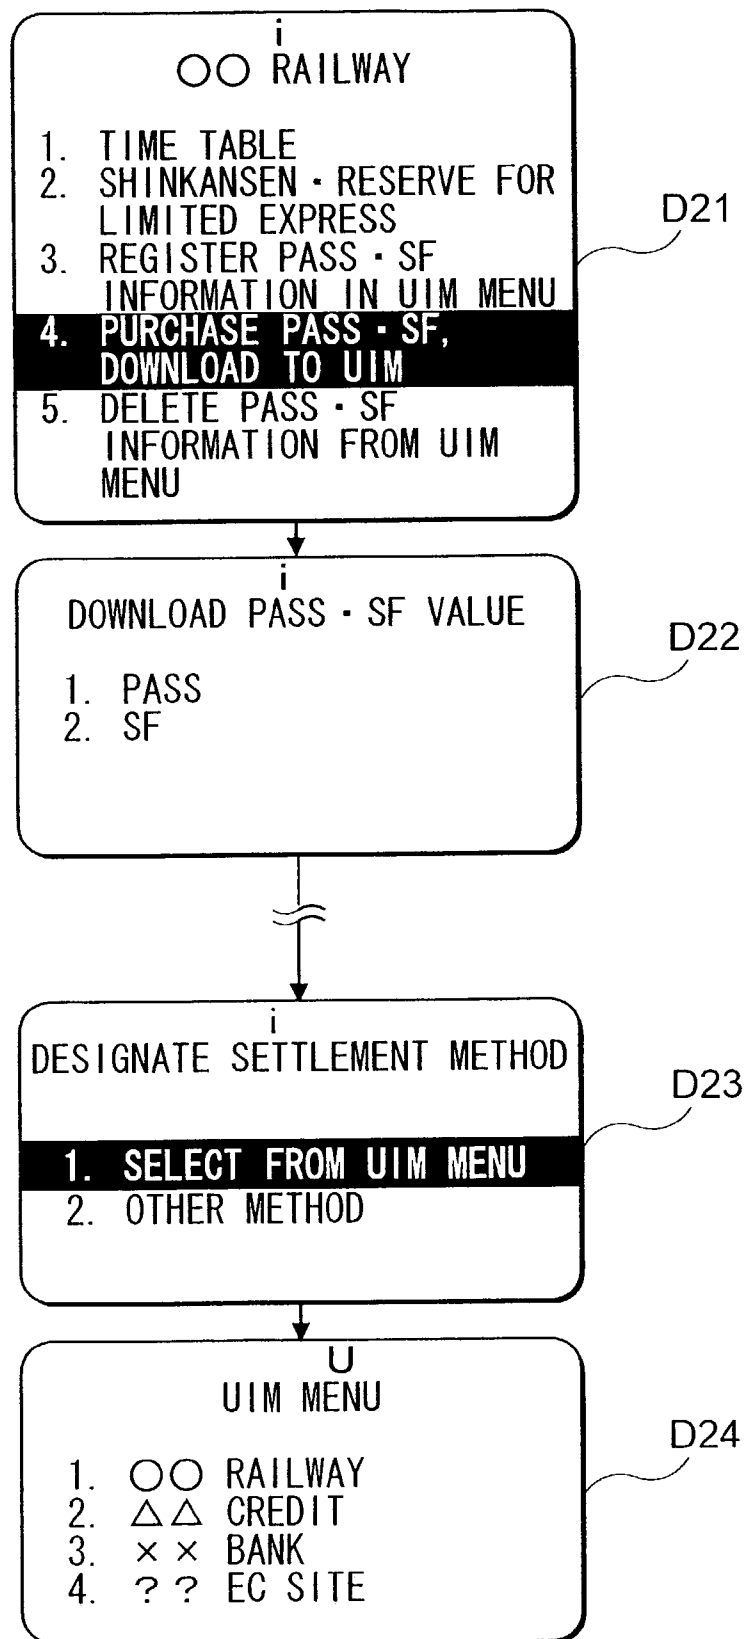 i
○○ RAILWAY
1. TIME TABLE
2. SHINKANSEN・RESERVE FOR
LIMITED EXPRESS
3. REGISTER PASS・SF
INFORMATION IN UIM MENU
4. PURCHASE PASS・SF,
DOWNLOAD TO UIM
5. DELETE PASS・SF
INFORMATION FROM UIM
MENU
D21
i
DOWNLOAD PASS・SF VALUE
1. PASS
2. SF
D22
i
DESIGNATE SETTLEMENT METHOD
1. SELECT FROM UIM MENU
2. OTHER METHOD
D23
U
UIM MENU
1. ○○ RAILWAY
2. △△ CREDIT
3. ×× BANK
4. ?? EC SITE
D24